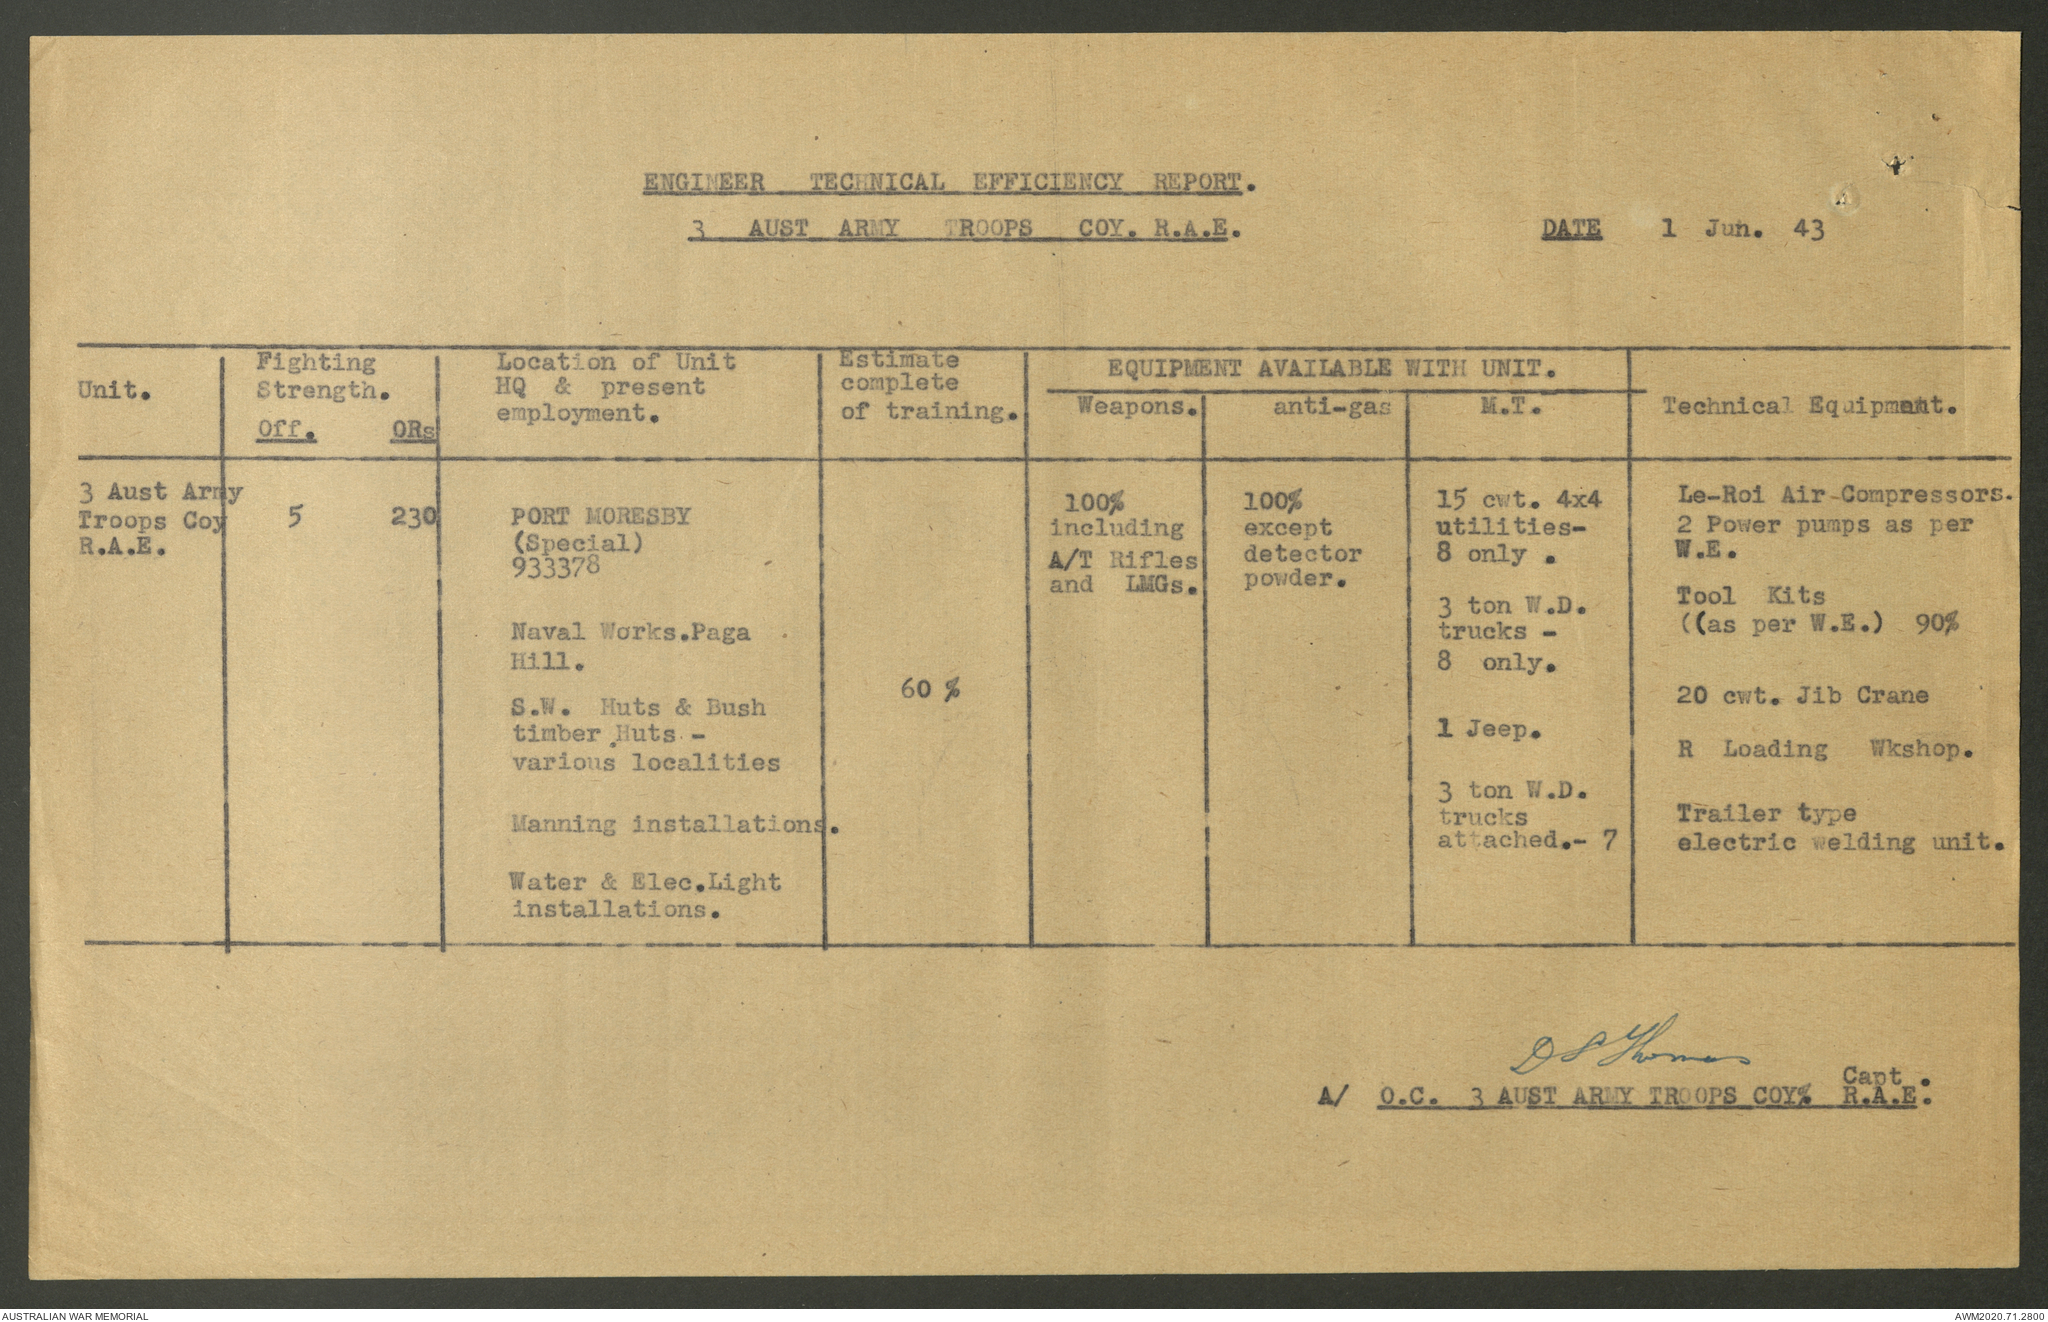 ENGINEER TECHNICAL EFFICIENCY REPORT.
3 AUST ARMY TROOPS COY. R.A.E.
DATE 1 Jun. 43
Unit.
Fighting
Strength.
Off. ORs
Location of Unit
HQ & present
employment.
Estimate
complete
of training.
EQUIPMENT AVAILABLE WITH UNIT.
Weapons.
anti-gas
M.T.
Technical Equipment.
3 Aust Army
Troops Coy
R.A.E.
5
230
PORT MORESBY
(Special)
933378
Naval Works.Paga
Hill.
S.W. Huts & Bush
timber Huts -
various localities
Manning installations.
Water & Elec.Light
installations.
60 %
100%
including
A/T Rifles
and LMGs.
100%
except
detector
powder.
15 cwt. 4x4
utilities-
8 only .
3 ton W.D.
trucks -
8 only.
1 Jeep.
3 ton W.D.
trucks
attached.- 7
Le-Roi Air-Compressors.
2 Power pumps as per
W.E.
Tool Kits
((as per W.E.) 90%
20 cwt. Jib Crane
R Loading Wkshop.
Trailer type
electric welding unit.
D S Thomas
Capt .
A/ O.C. 3 AUST ARMY TROOPS COY% R.A.E.
AUSTRALIAN WAR MEMORIAL
AWM2020.71.2800